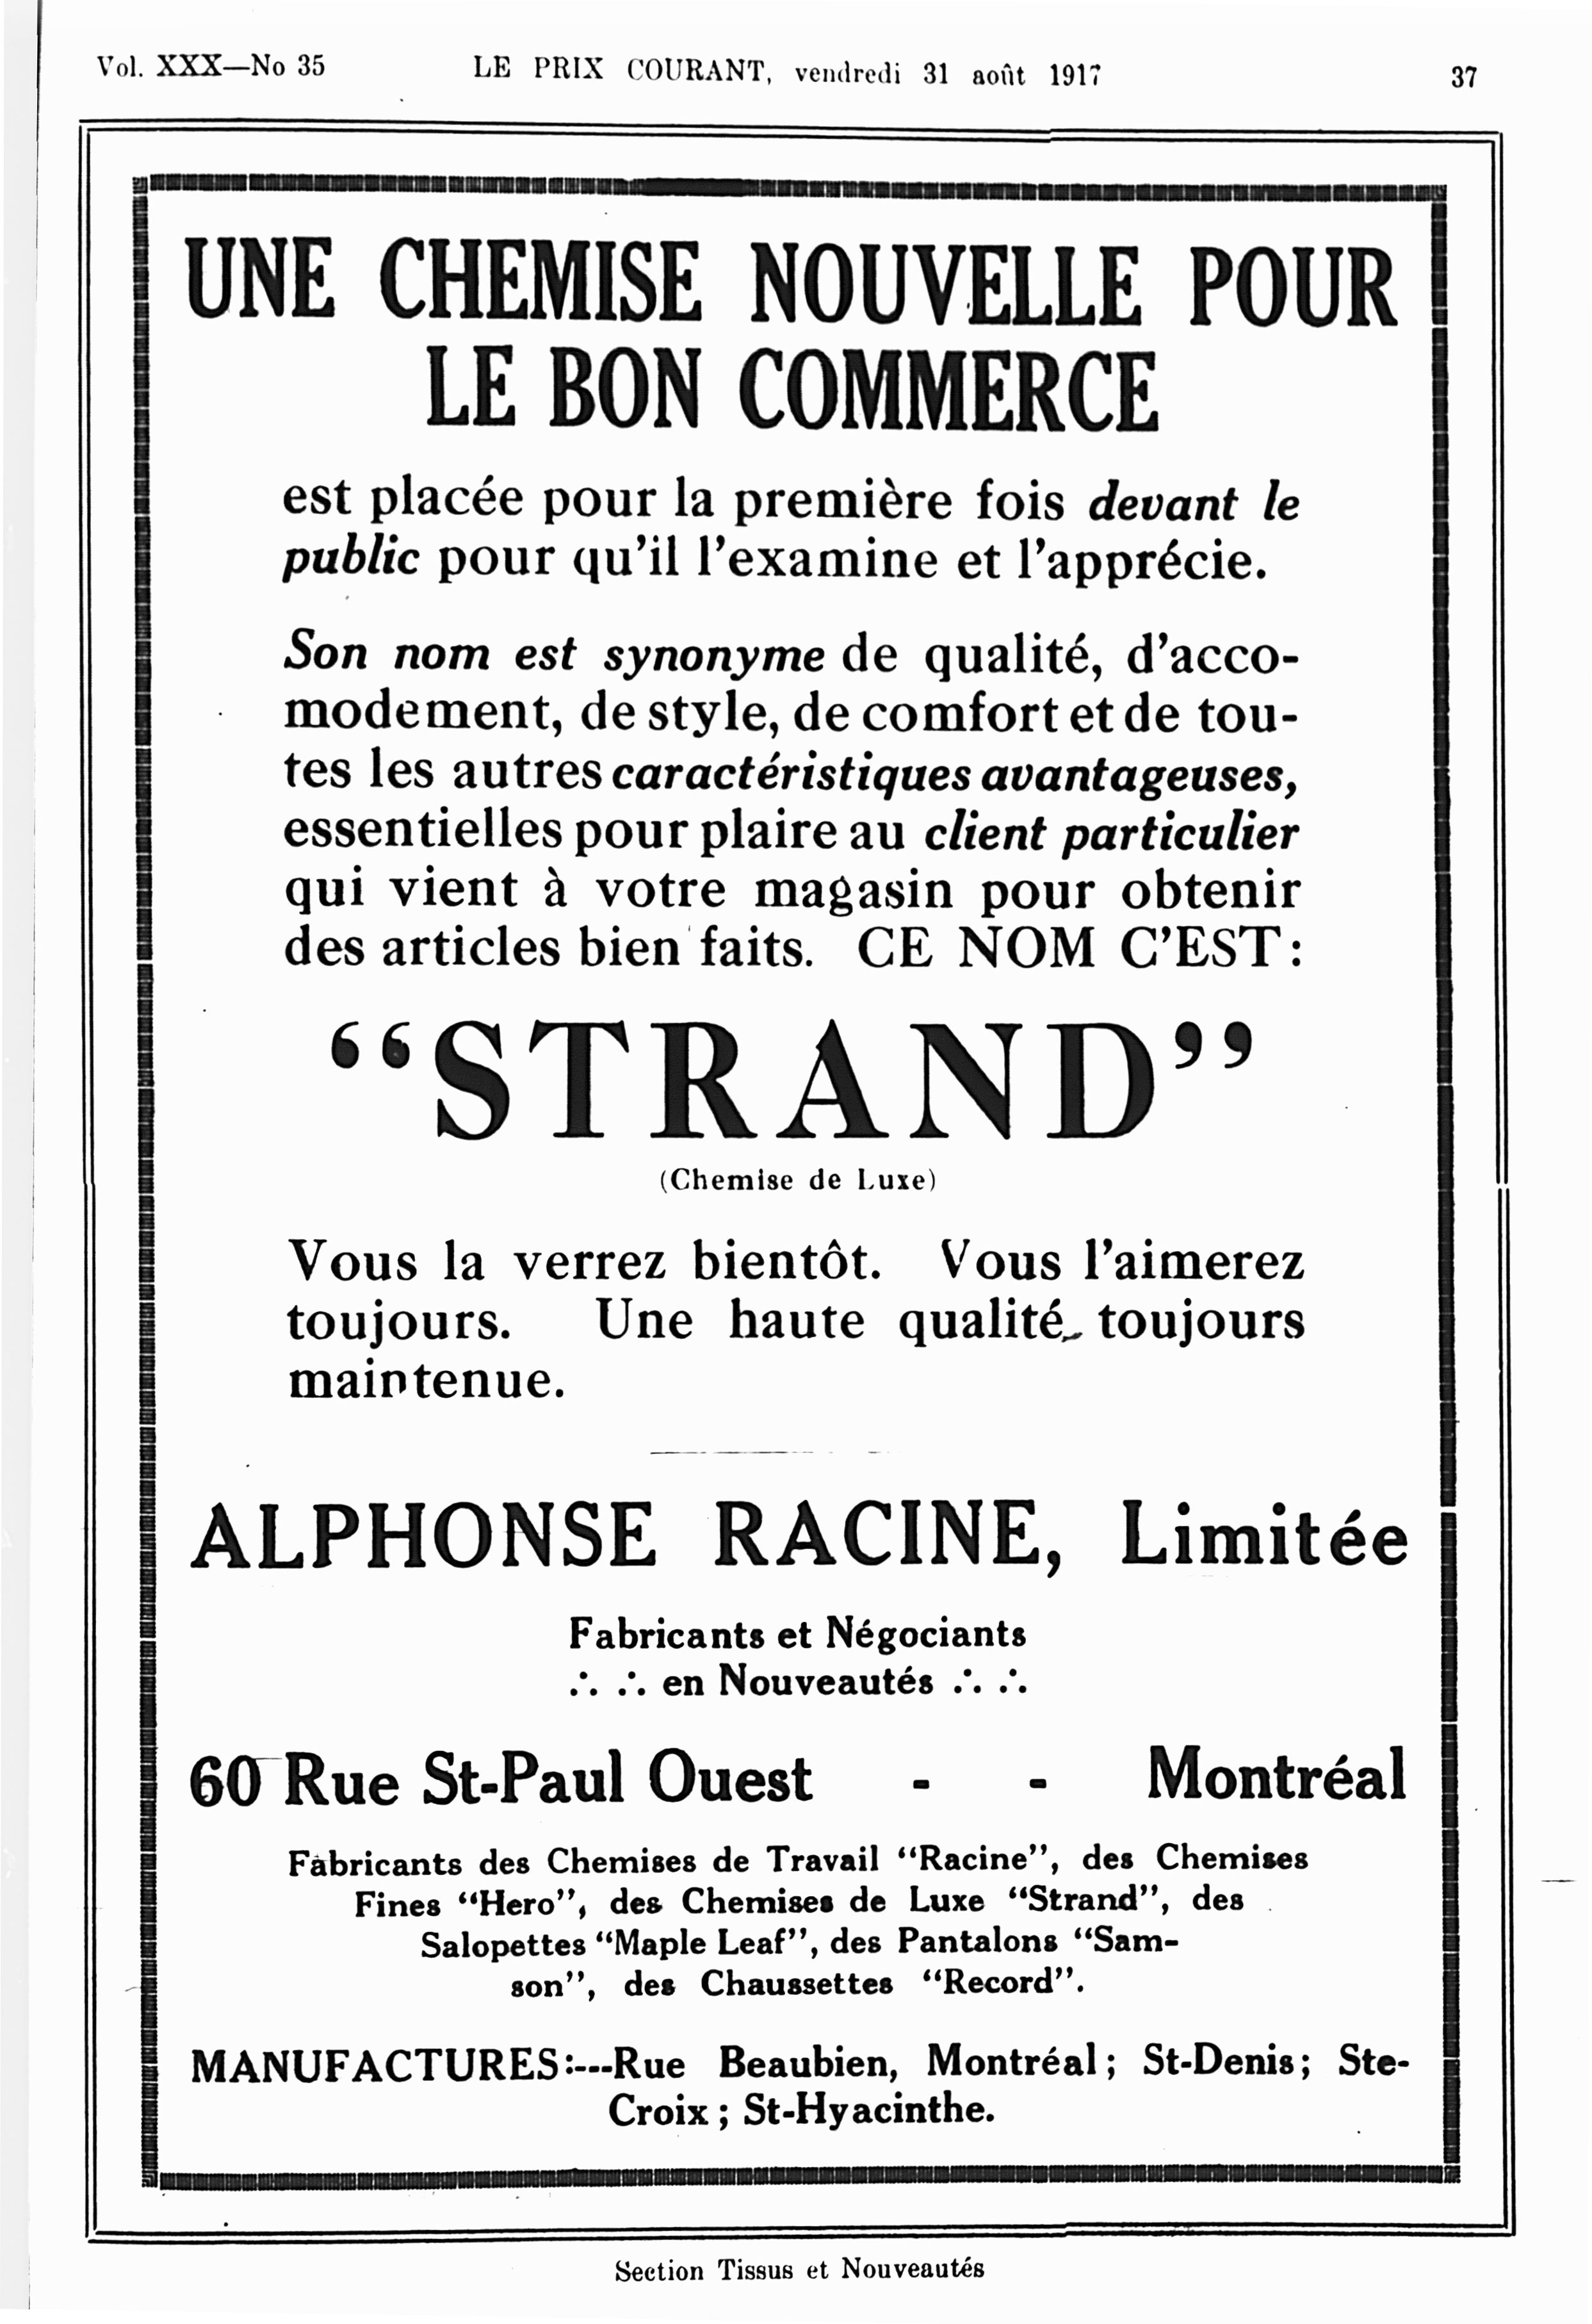 Vol. XXX—No 35 LE PRIX COURANT, vendredi 31 août 1917 37
UNE CHEMISE NOUVELLE POUR
LE BON COMMERCE
est placée pour la première fois devant le
public pour qu'il l'examine et l'apprécie.
Son nom est synonyme de qualité, d'acco-
modement, de style, de comfort et de tou-
tes les autres caractéristiques avantageuses,
essentielles pour plaire au client particulier
qui vient à votre magasin pour obtenir
des articles bien faits. CE NOM C'EST:
“STRAND”
(Chemise de Luxe)
Vous la verrez bientôt. Vous l'aimerez
toujours. Une haute qualité, toujours
maintenue.
ALPHONSE RACINE, Limitée
Fabricants et Négociants
∴ ∴ en Nouveautés ∴ ∴
60 Rue St-Paul Ouest - - Montréal
Fabricants des Chemises de Travail “Racine”, des Chemises
Fines “Hero”, des Chemises de Luxe “Strand”, des
Salopettes “Maple Leaf”, des Pantalons “Sam-
son”, des Chaussettes “Record”.
MANUFACTURES:---Rue Beaubien, Montréal; St-Denis; Ste-
Croix; St-Hyacinthe.
Section Tissus et Nouveautés